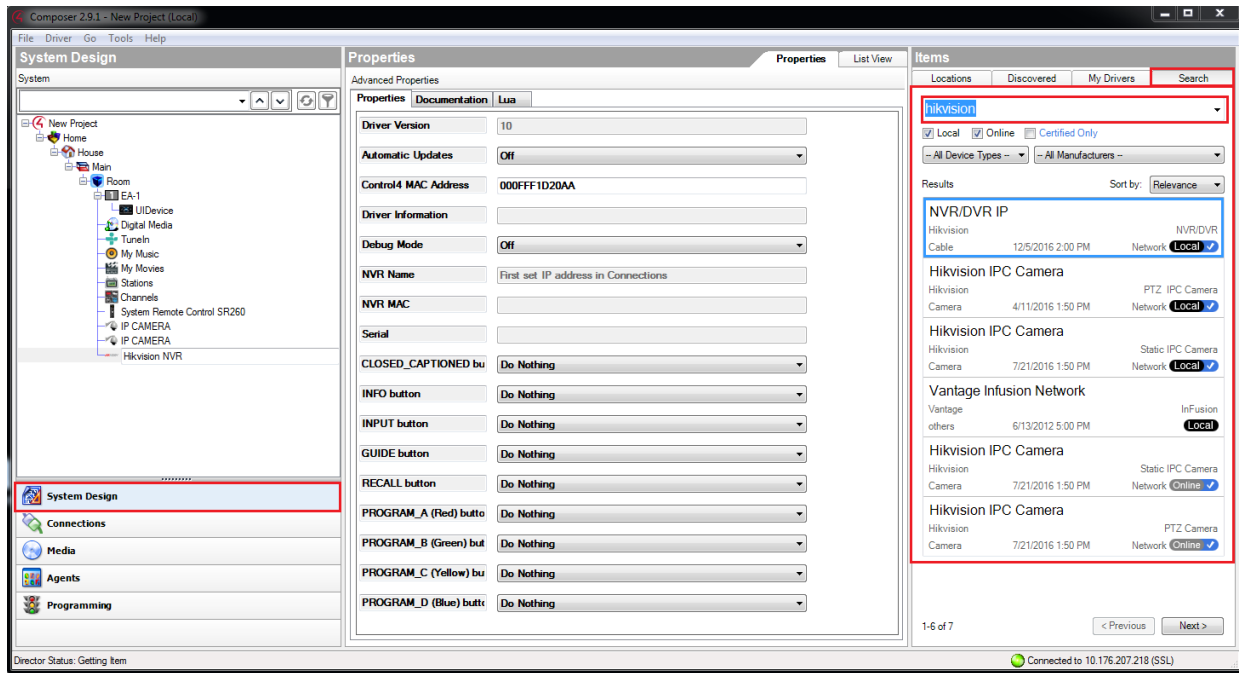 Composer 2.9.1 - New Project (Local)
File Driver Go Tools Help
System Design
System
New Project
Home
House
Main
Room
EA-1
UIDevice
Digital Media
TuneIn
My Music
My Movies
Stations
Channels
System Remote Control SR260
IP CAMERA
IP CAMERA
Hikvision NVR
System Design
Connections
Media
Agents
Programming
Director Status: Getting Item
Properties
Properties List View
Advanced Properties
Properties Documentation Lua
Driver Version 10
Automatic Updates Off
Control4 MAC Address 000FFF1D20AA
Driver Information
Debug Mode Off
NVR Name First set IP address in Connections
NVR MAC
Serial
CLOSED_CAPTIONED bu Do Nothing
INFO button Do Nothing
INPUT button Do Nothing
GUIDE button Do Nothing
RECALL button Do Nothing
PROGRAM_A (Red) butto Do Nothing
PROGRAM_B (Green) but Do Nothing
PROGRAM_C (Yellow) bu Do Nothing
PROGRAM_D (Blue) butto Do Nothing
Items
Locations Discovered My Drivers Search
hikvision
Local Online Certified Only
-- All Device Types -- -- All Manufacturers --
Results Sort by: Relevance
NVR/DVR IP
Hikvision NVR/DVR
Cable 12/5/2016 2:00 PM Network Local
Hikvision IPC Camera
Hikvision PTZ IPC Camera
Camera 4/11/2016 1:50 PM Network Local
Hikvision IPC Camera
Hikvision Static IPC Camera
Camera 7/21/2016 1:50 PM Network Local
Vantage Infusion Network
Vantage InFusion
others 6/13/2012 5:00 PM Local
Hikvision IPC Camera
Hikvision Static IPC Camera
Camera 7/21/2016 1:50 PM Network Online
Hikvision IPC Camera
Hikvision PTZ Camera
Camera 7/21/2016 1:50 PM Network Online
1-6 of 7 < Previous Next >
Connected to 10.176.207.218 (SSL)